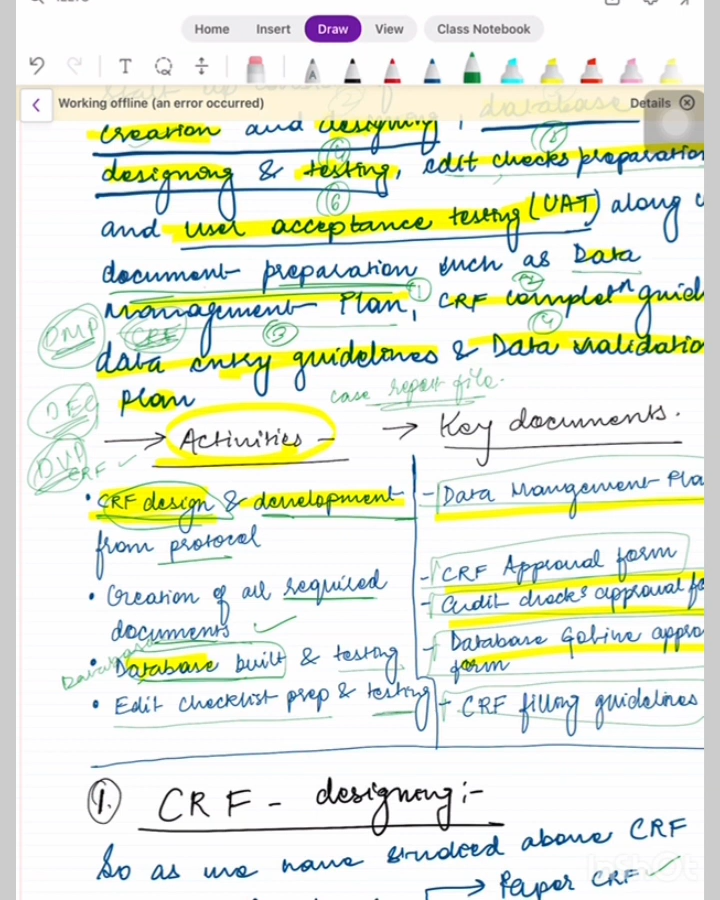 Home Insert Draw View Class Notebook
Working offline (an error occurred) Details
database
creation and designing,
designing & testing, edit checks preparation
and user acceptance testing (UAT) along
document preparation such as Data
Management Plan, CRF completn guid
DMP CRF
data entry guidelines & Data validation
DEG plan case report file.
→ Activities - → Key documents.
DVP
CRF
• CRF design & development
from protocol
• Creation of all required
documents
• Database built & testing
• Edit checklist prep & testing
- Data Management Pla
- CRF Approval form
- audit checks approval fo
- Database Golive appro
form
- CRF filling guidelines
1. CRF - designing :-
So as we have studied above CRF
→ Paper CRF
InShot